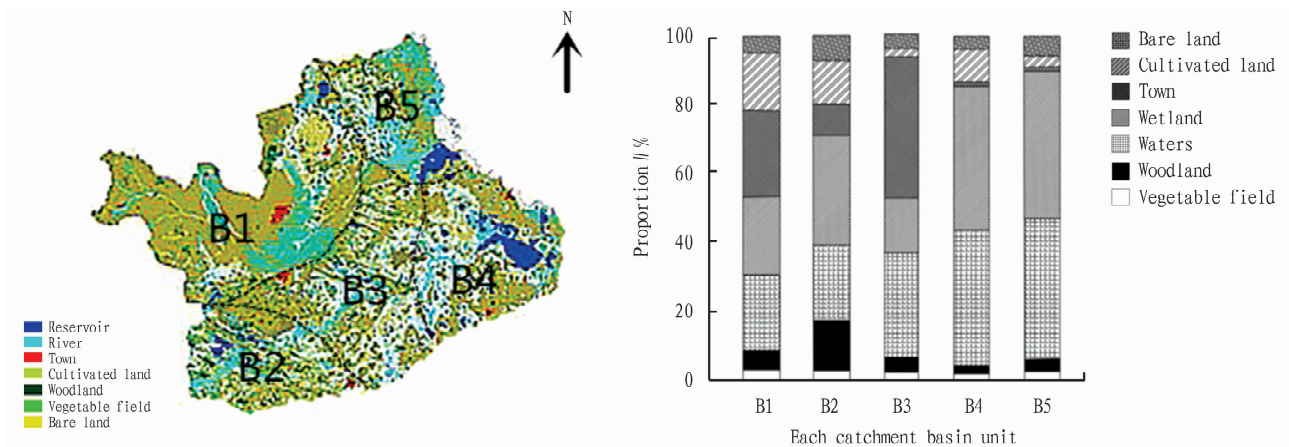 N
B5
B1
B4
B3
B2
Reservoir
River
Town
Cultivated land
Woodland
Vegetable field
Bare land
100
80
60
40
20
0
Proportion // %
B1 B2 B3 B4 B5
Each catchment basin unit
Bare land
Cultivated land
Town
Wetland
Waters
Woodland
Vegetable field